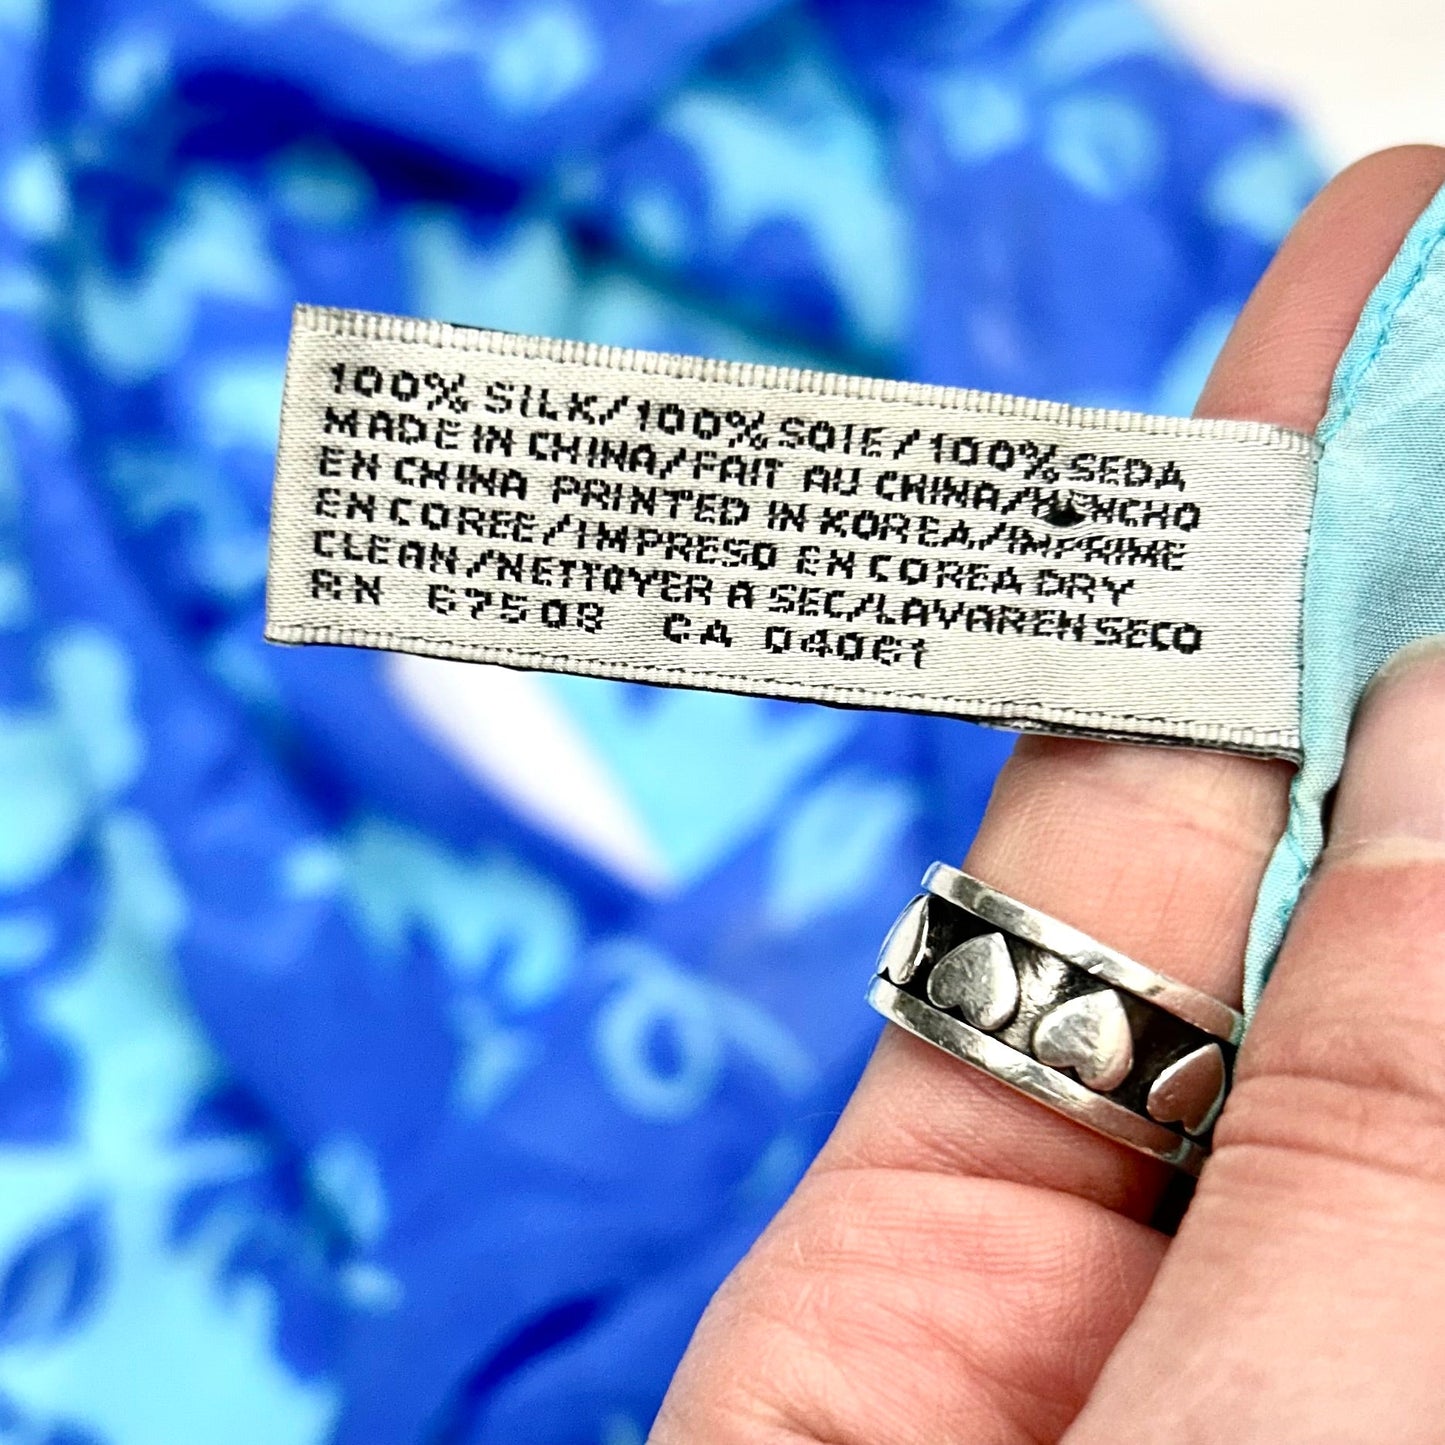 100% SILK/100% SOIE/100% SEDA
MADE IN CHINA/FAIT AU CHINA/HENCHO
EN CHINA PRINTED IN KOREA/IMPRIME
EN COREE/IMPRESO EN COREA DRY
CLEAN/NETTOYER A SEC/LAVAR EN SECO
RN 67508 CA 04061